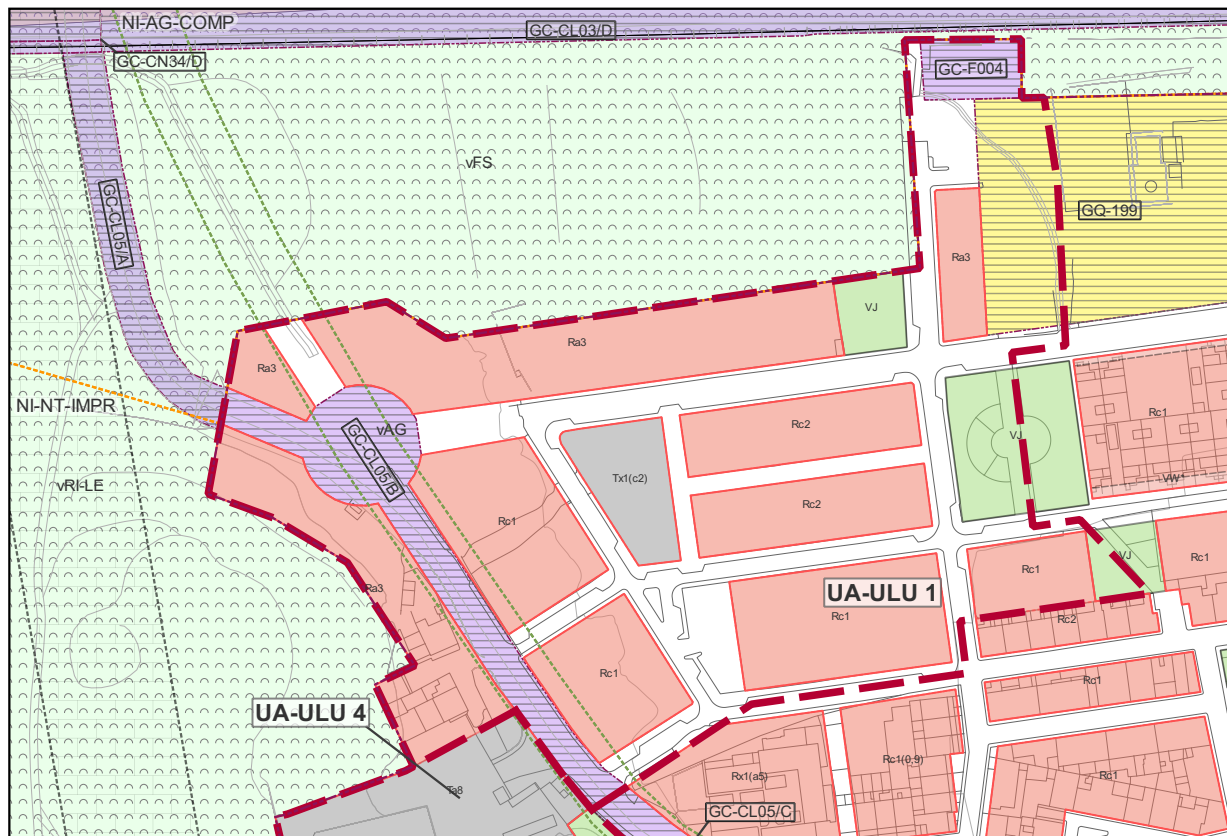 NI-AG-COMP
GC-CL03/D
GC-CN34/D
GC-F004
vFS
GC-CL05/A
GQ-199
Ra3
VJ
Ra3
Ra3
NI-NT-IMPR
vAG
GC-CL05/B
Rc2
Rc1
VJ
Tx1(c2)
VW*
vRI-LE
Rc2
Rc1
VJ
Rc1
Rc1
Ra3
UA-ULU 1
Rc1
Rc2
Rc1
Rc1
UA-ULU 4
Rc1(0,9)
Rx1(a5)
Rc1
Ta8
GC-CL05/C